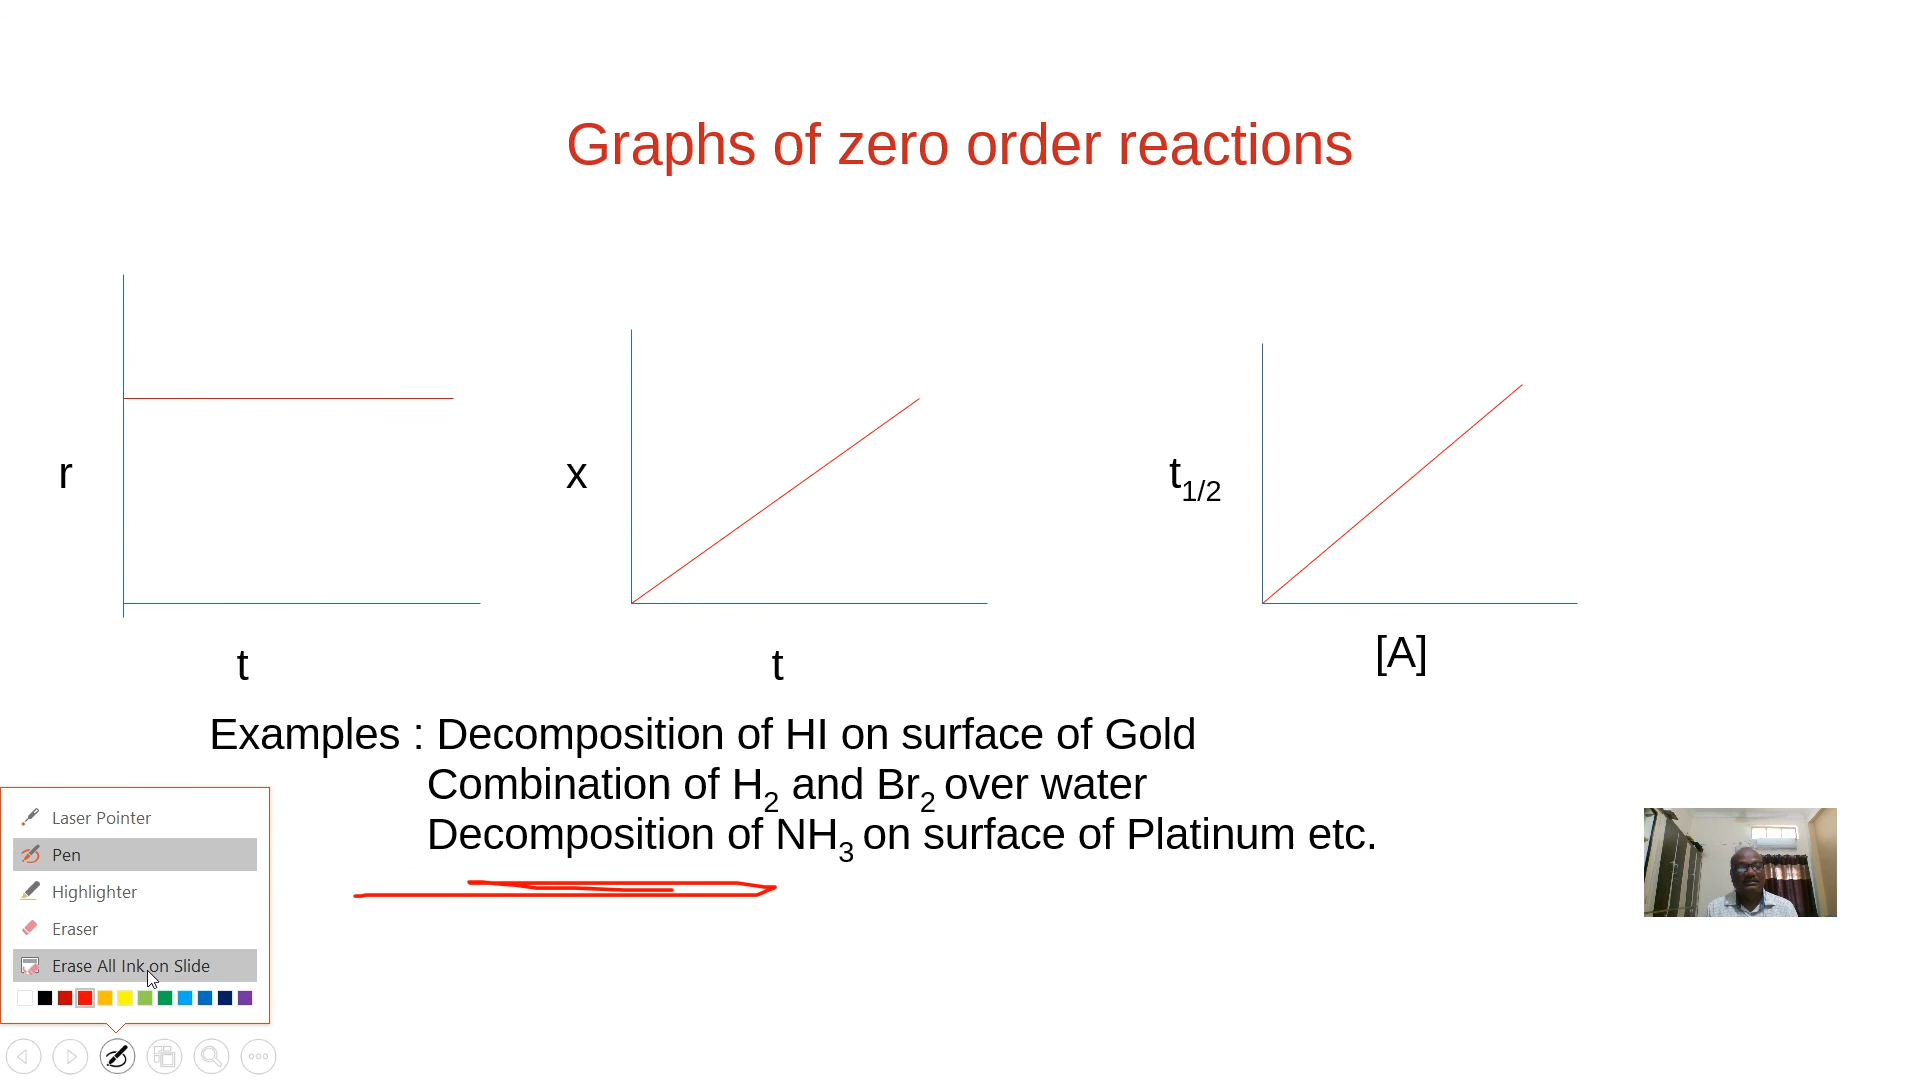 Graphs of zero order reactions
r
x
t1/2
t
t
[A]
Examples : Decomposition of HI on surface of Gold
Combination of H2 and Br2 over water
Decomposition of NH3 on surface of Platinum etc.
Laser Pointer
Pen
Highlighter
Eraser
Erase All Ink on Slide